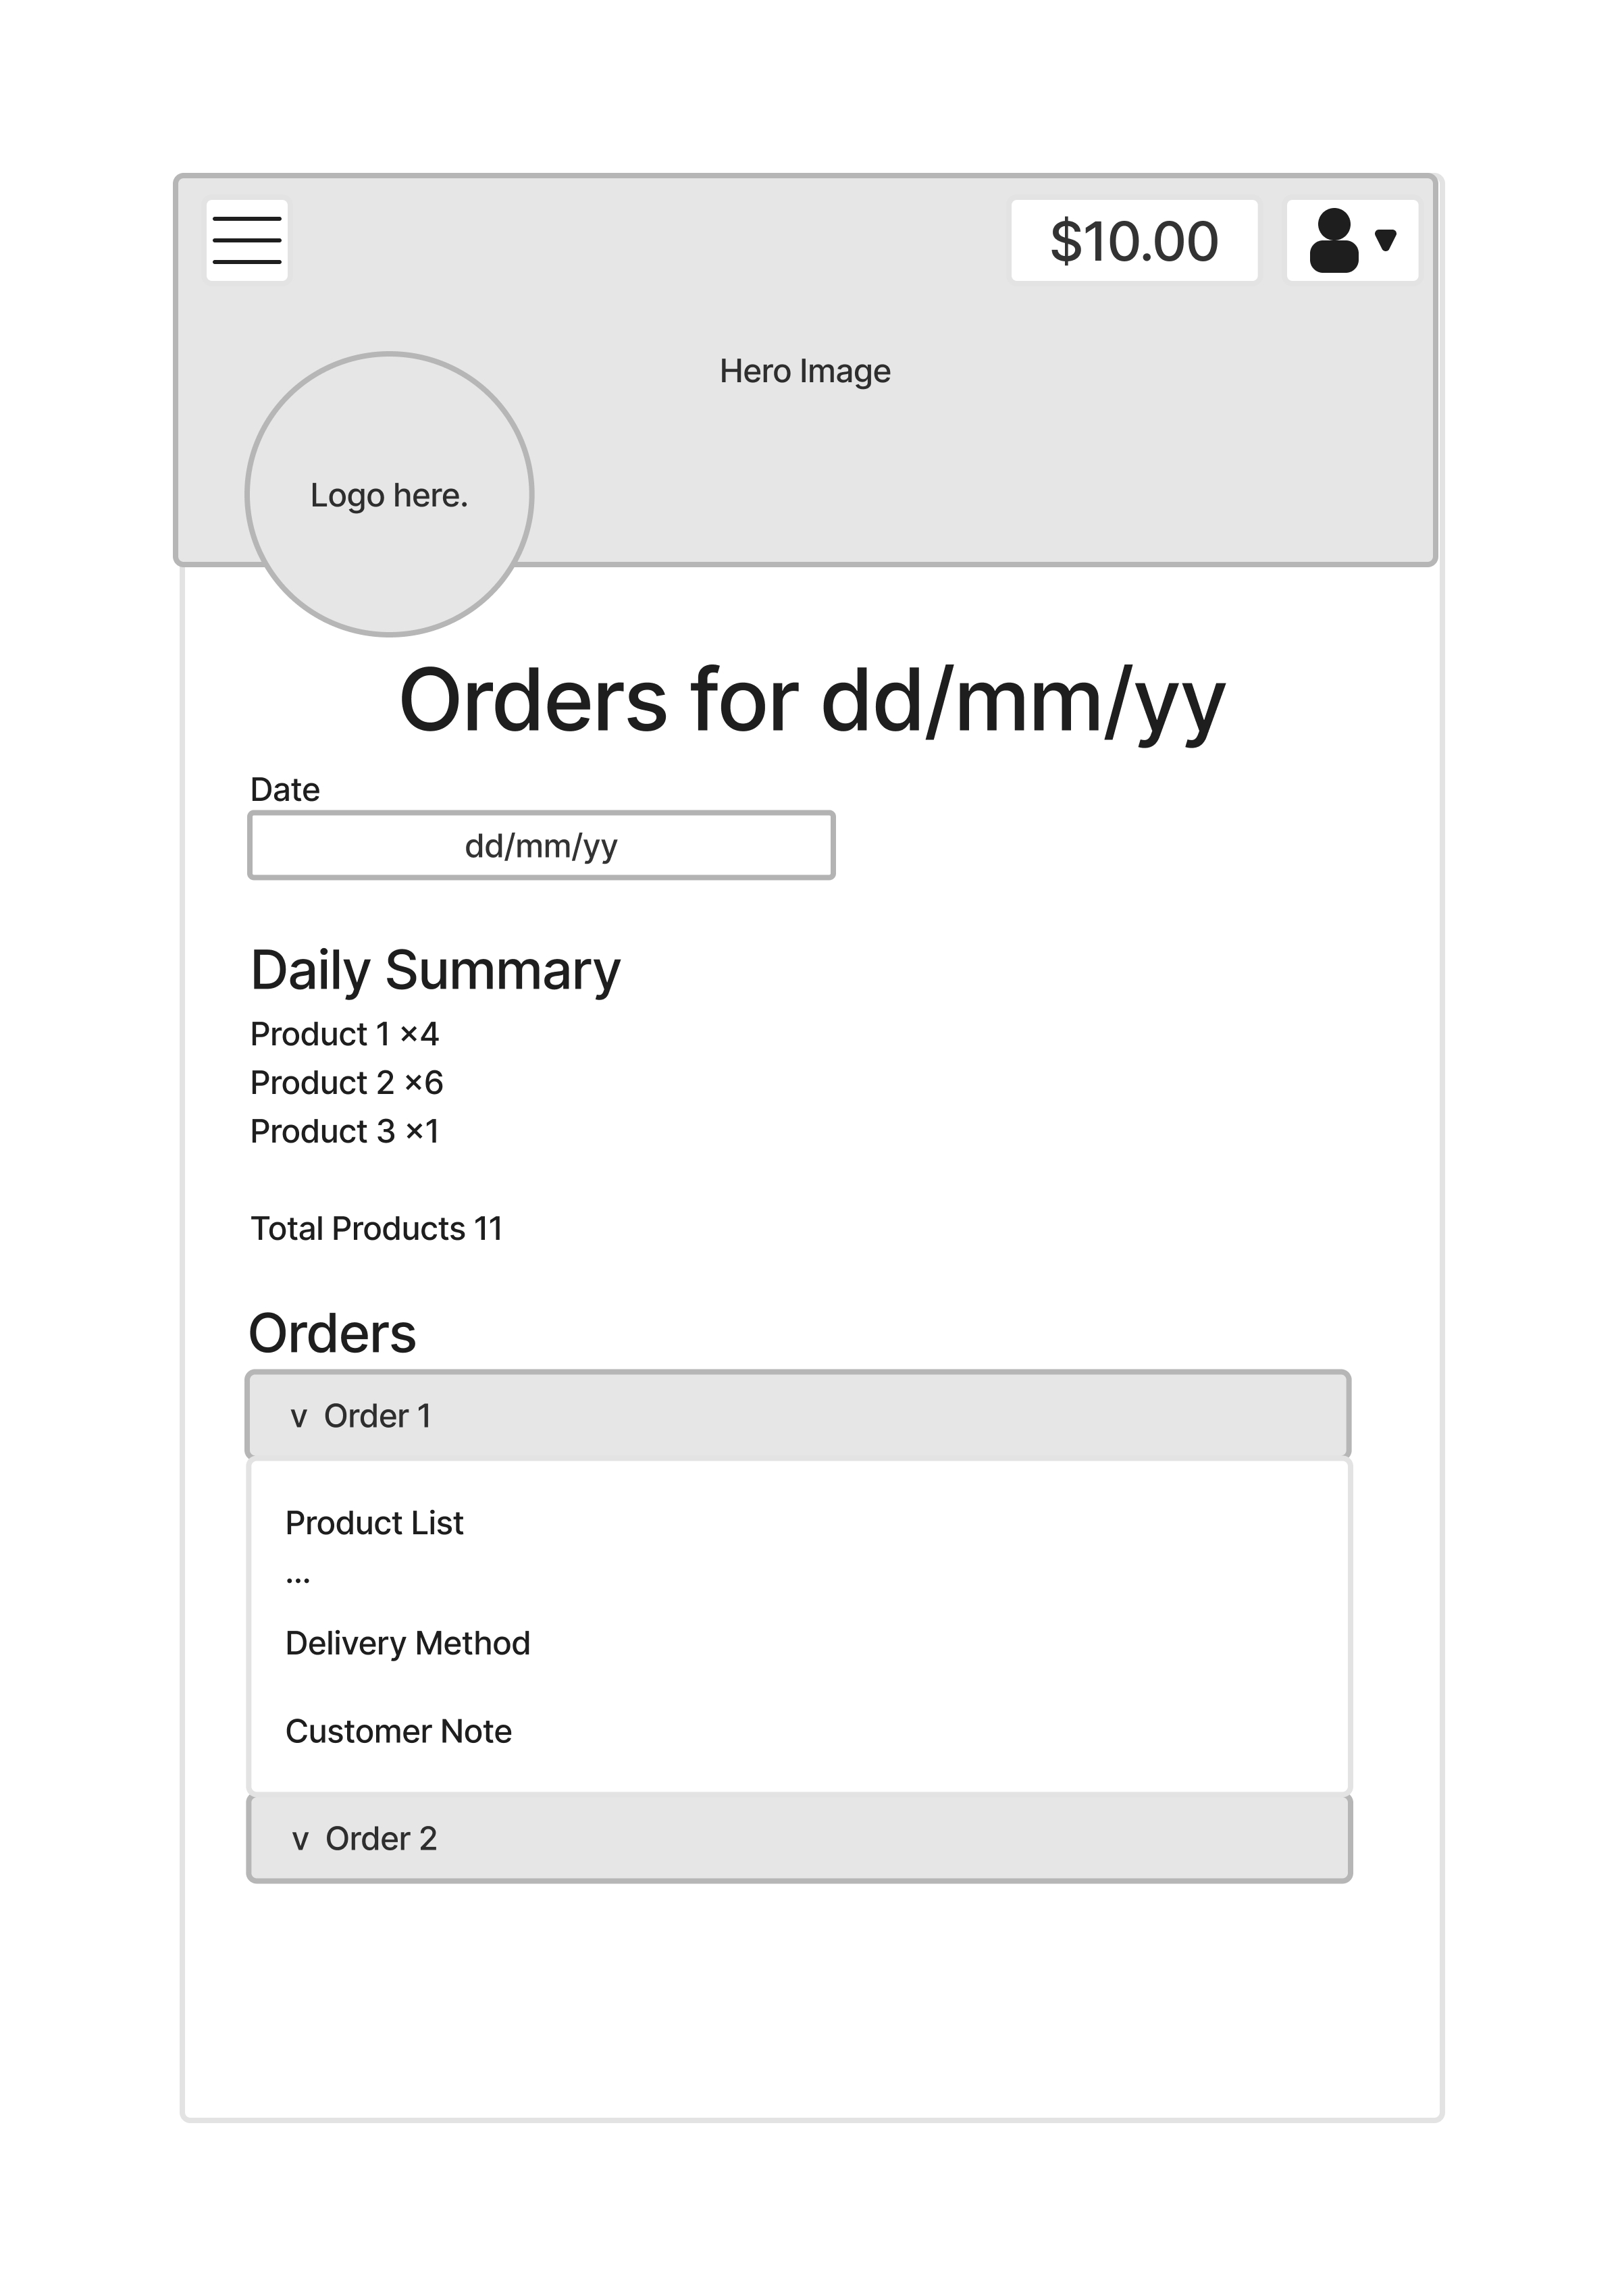 $10.00
Hero Image
Logo here.
Orders for dd/mm/yy
Date
dd/mm/yy
Daily Summary
Product 1 ×4
Product 2 ×6
Product 3 ×1
Total Products 11
Orders
v Order 1
Product List
...
Delivery Method
Customer Note
v Order 2